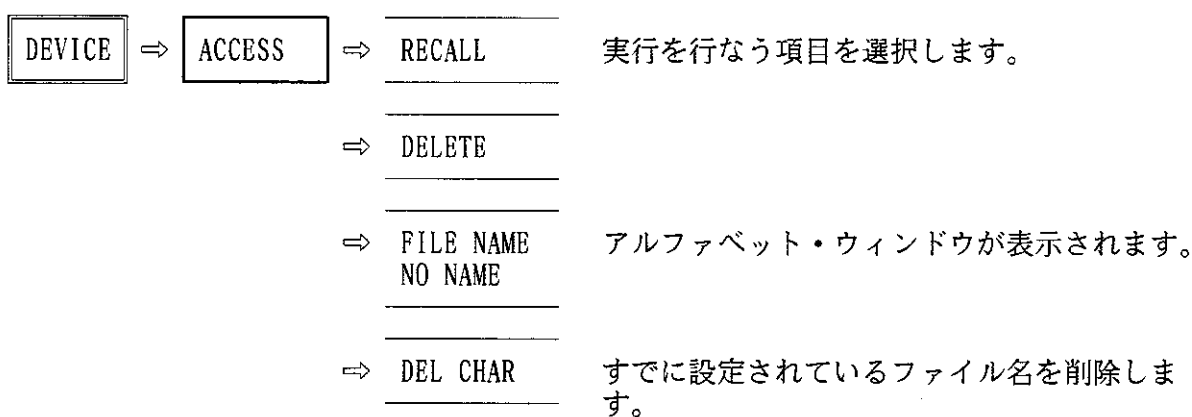 DEVICE ⇨ ACCESS ⇨ RECALL 実行を行なう項目を選択します。
⇨ DELETE
⇨ FILE NAME アルファベット・ウィンドウが表示されます。
NO NAME
⇨ DEL CHAR すでに設定されているファイル名を削除しま
す。